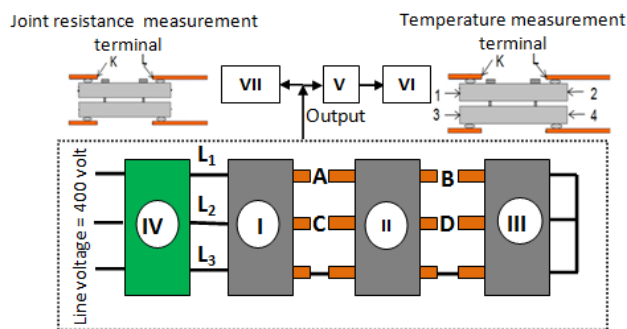 Joint resistance measurement
terminal
K L
Temperature measurement
terminal
K L
1 2
3 4
VII V VI
Output
Line voltage = 400 volt
L1
L2
L3
IV I II III
A B
C D